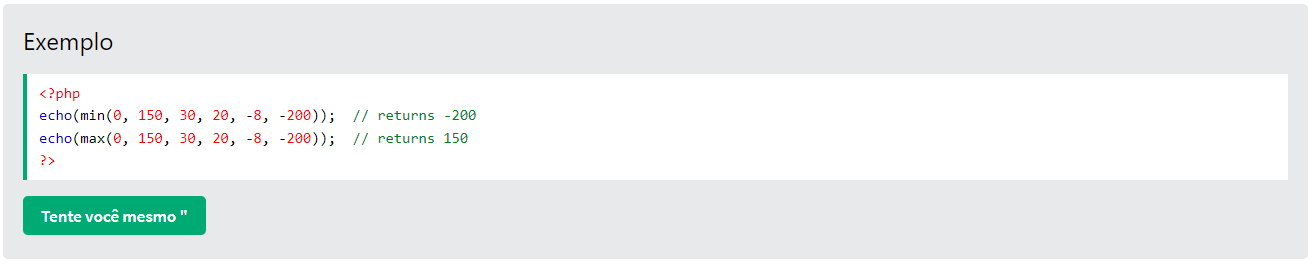 Exemplo
<?php
echo(min(0, 150, 30, 20, -8, -200));  // returns -200
echo(max(0, 150, 30, 20, -8, -200));  // returns 150
?>
Tente você mesmo "